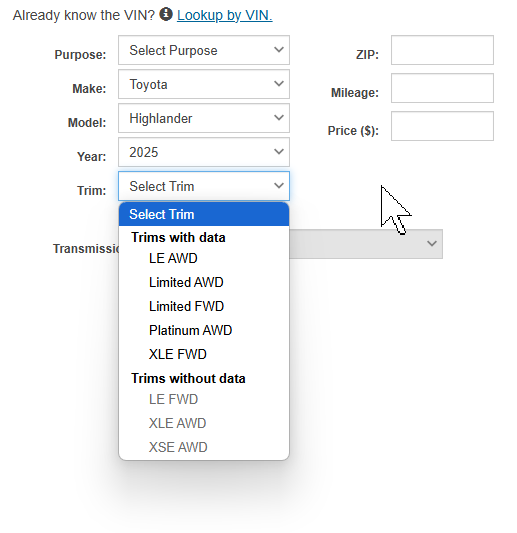 Already know the VIN? Lookup by VIN.
Purpose: Select Purpose
ZIP:
Make: Toyota
Mileage:
Model: Highlander
Price ($):
Year: 2025
Trim: Select Trim
Select Trim
Trims with data
LE AWD
Limited AWD
Limited FWD
Platinum AWD
XLE FWD
Trims without data
LE FWD
XLE AWD
XSE AWD